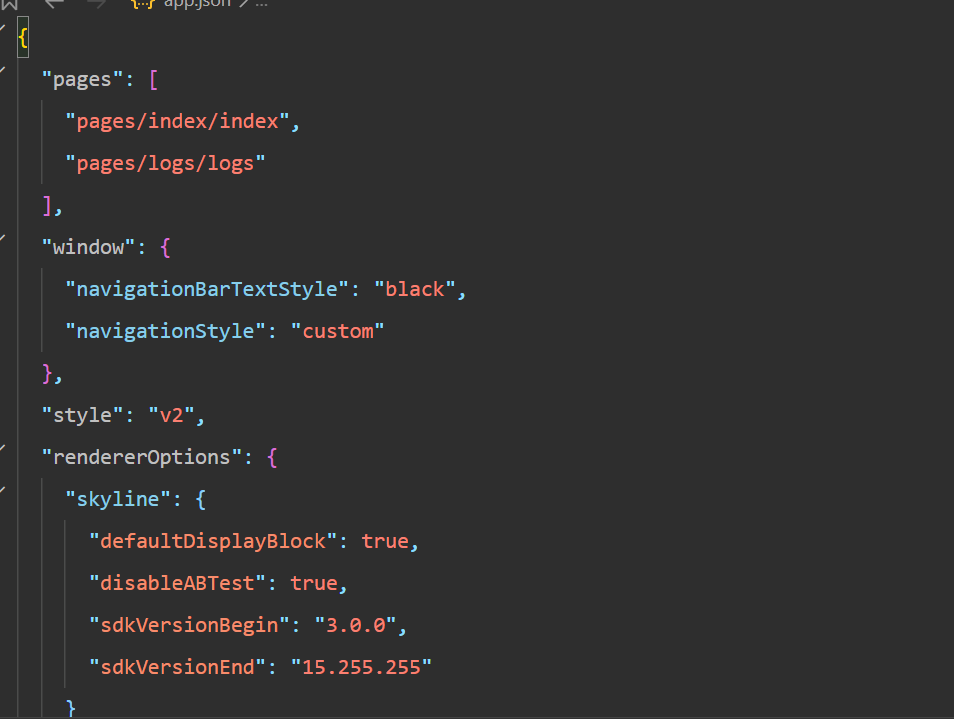 {...} app.json > ...
{
"pages": [
"pages/index/index",
"pages/logs/logs"
],
"window": {
"navigationBarTextStyle": "black",
"navigationStyle": "custom"
},
"style": "v2",
"rendererOptions": {
"skyline": {
"defaultDisplayBlock": true,
"disableABTest": true,
"sdkVersionBegin": "3.0.0",
"sdkVersionEnd": "15.255.255"
}